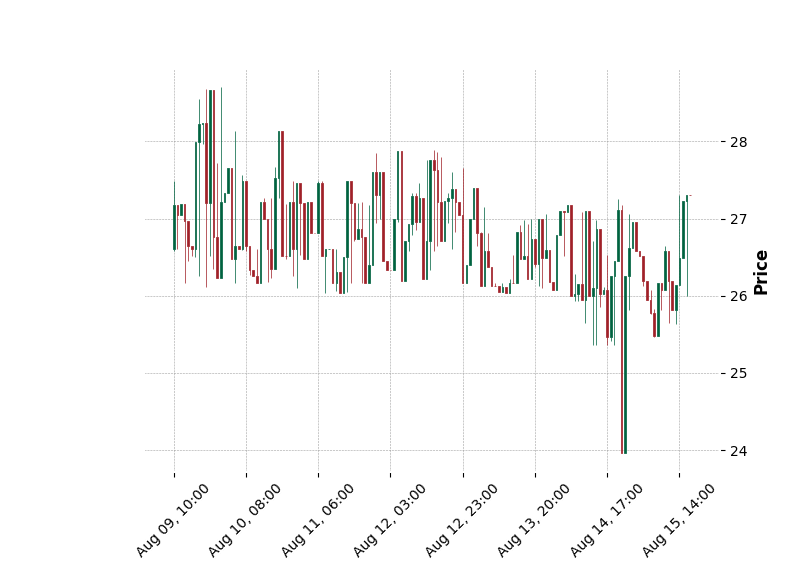 28
27
26
25
24
Price
Aug 09, 10:00
Aug 10, 08:00
Aug 11, 06:00
Aug 12, 03:00
Aug 12, 23:00
Aug 13, 20:00
Aug 14, 17:00
Aug 15, 14:00